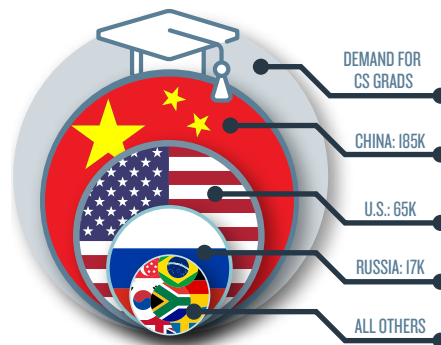 DEMAND FOR
CS GRADS
CHINA: 185K
U.S.: 65K
RUSSIA: 17K
ALL OTHERS